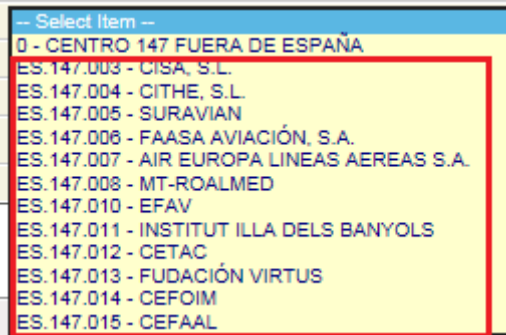 -- Select Item --
0 - CENTRO 147 FUERA DE ESPAÑA
ES.147.003 - CISA, S.L.
ES.147.004 - CITHE, S.L.
ES.147.005 - SURAVIAN
ES.147.006 - FAASA AVIACIÓN, S.A.
ES.147.007 - AIR EUROPA LINEAS AEREAS S.A.
ES.147.008 - MT-ROALMED
ES.147.010 - EFAV
ES.147.011 - INSTITUT ILLA DELS BANYOLS
ES.147.012 - CETAC
ES.147.013 - FUDACIÓN VIRTUS
ES.147.014 - CEFOIM
ES.147.015 - CEFAAL